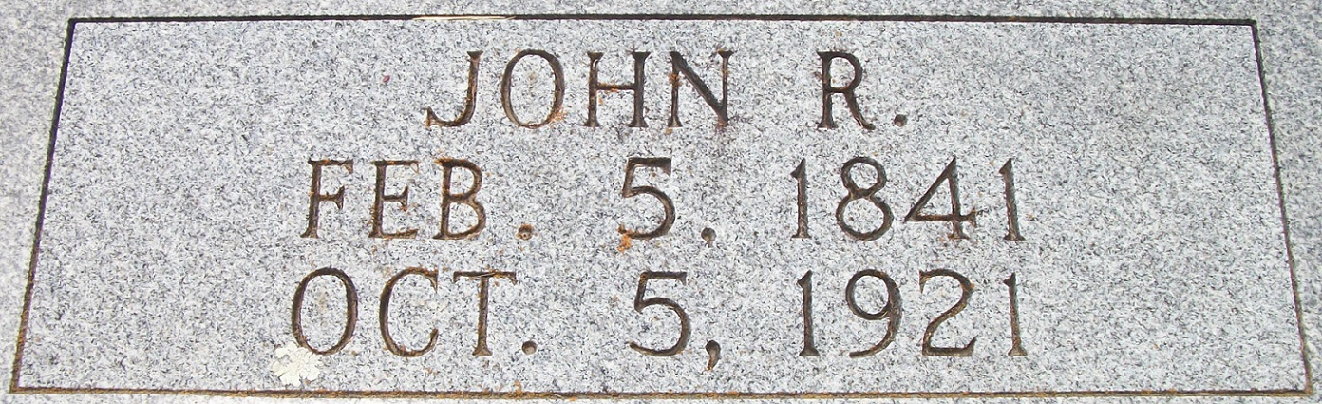 JOHN R.
FEB. 5, 1841
OCT. 5, 1921